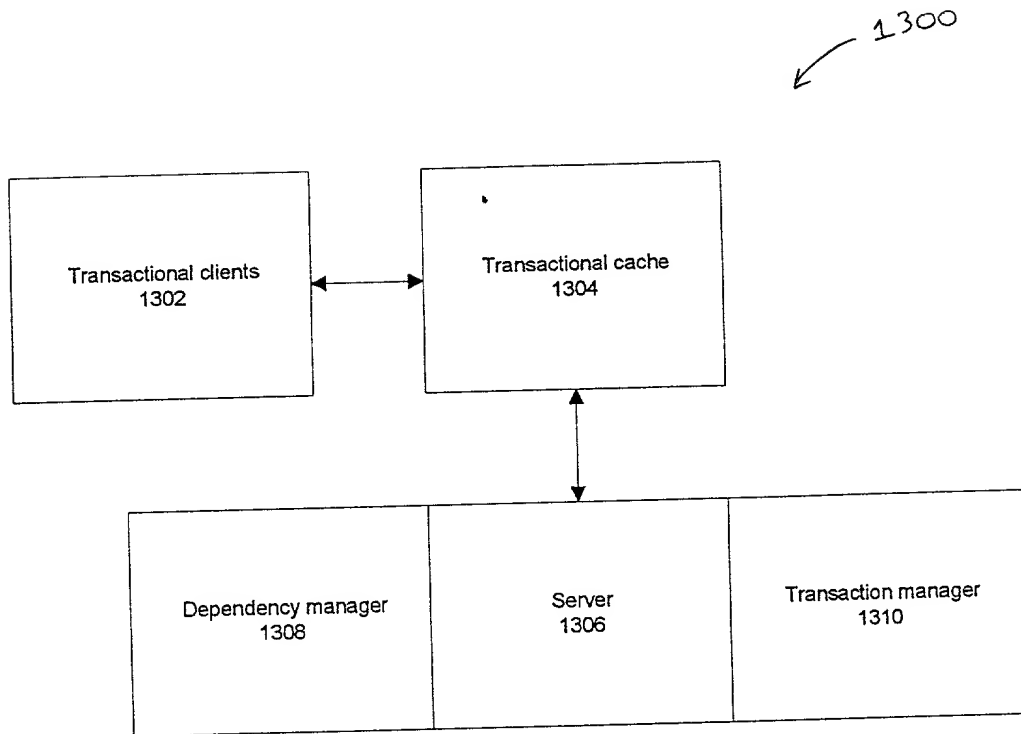 1300
Transactional clients
1302
Transactional cache
1304
Dependency manager
1308
Server
1306
Transaction manager
1310